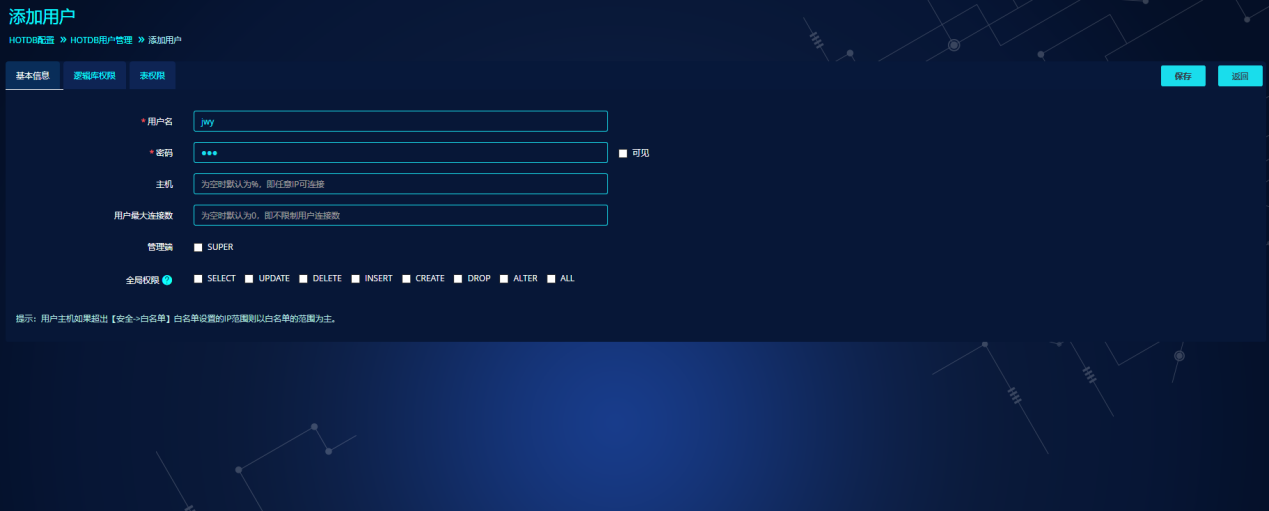 添加用户
HOTDB配置 » HOTDB用户管理 » 添加用户
基本信息 逻辑库权限 表权限 保存 返回
*用户名 jwy
*密码 ●●● 可见
主机 为空时默认为%，即任意IP可连接
用户最大连接数 为空时默认为0，即不限制用户连接数
管理端 SUPER
全局权限 ? SELECT UPDATE DELETE INSERT CREATE DROP ALTER ALL
提示：用户主机如果超出【安全->白名单】白名单设置的IP范围则以白名单的范围为主。